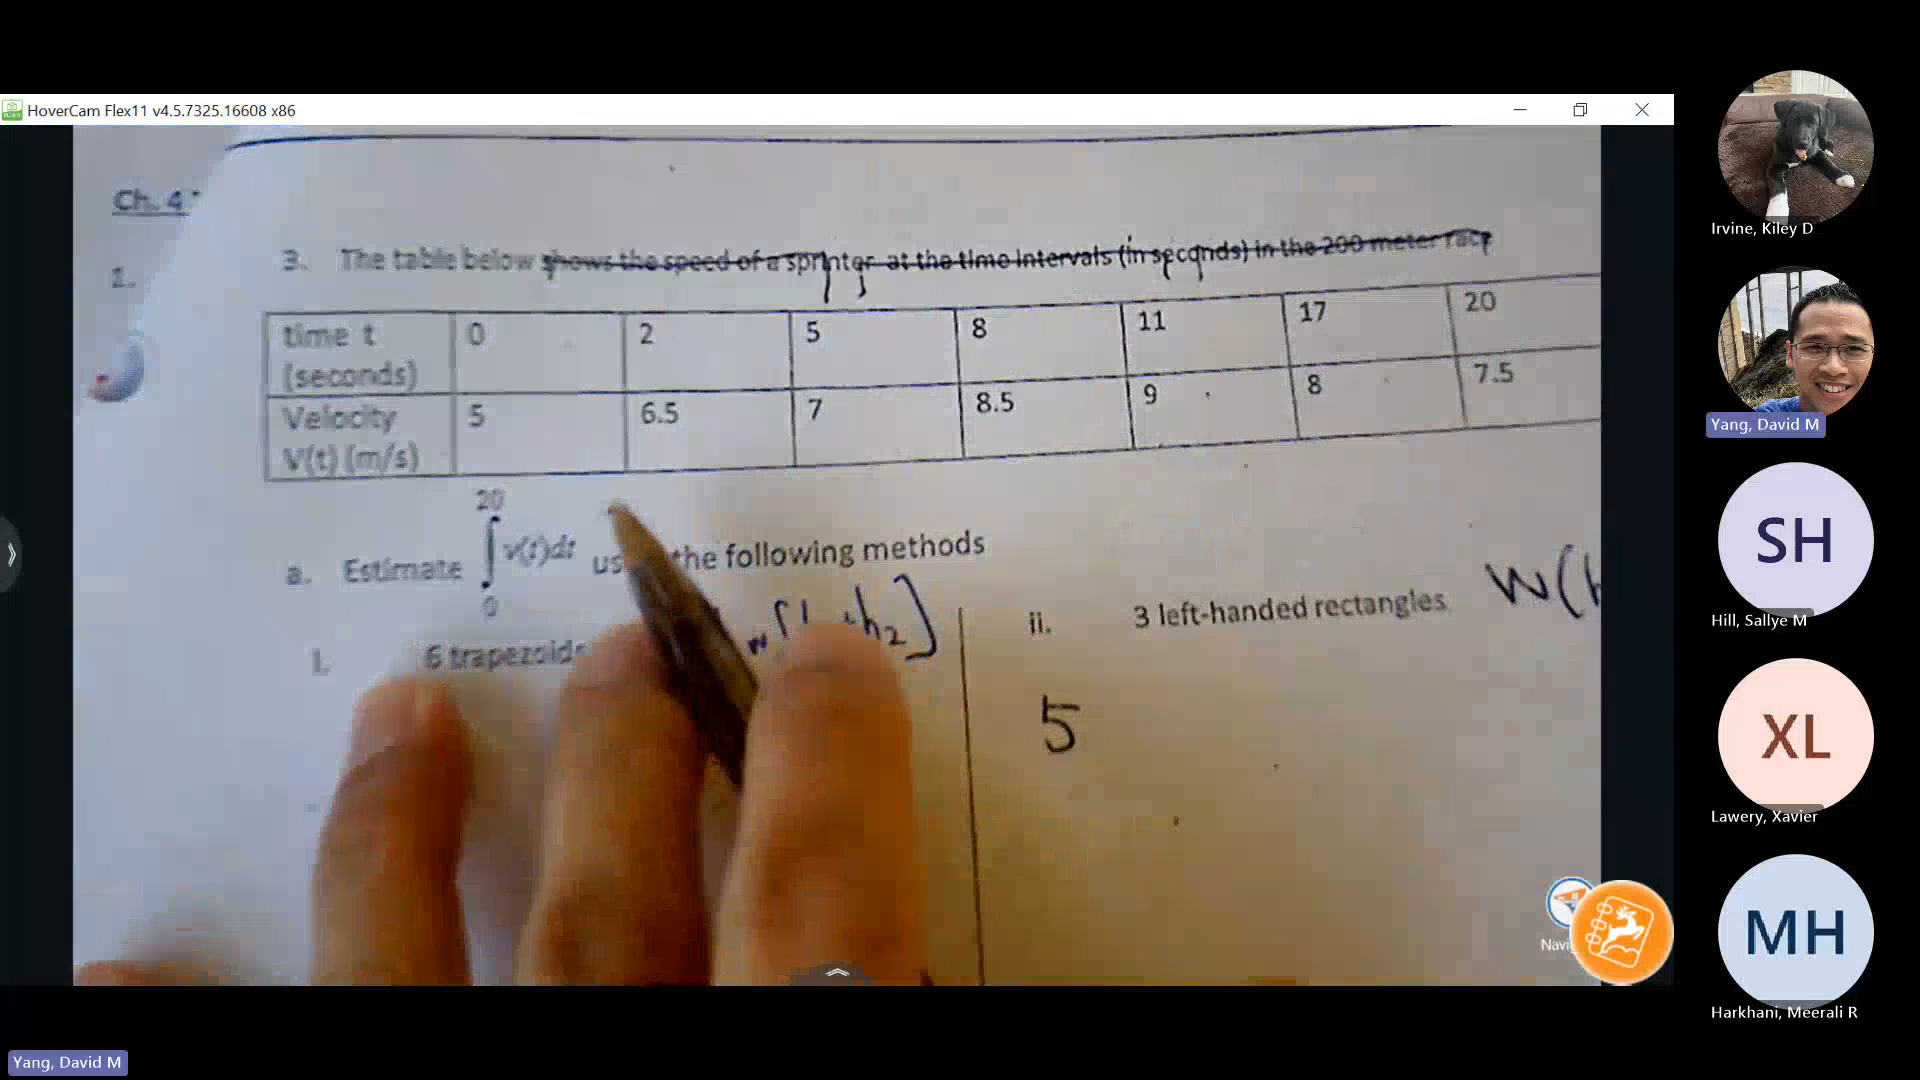 HoverCam Flex11 v4.5.7325.16608 x86
Ch. 4
1.
3. The table below shows the speed of a sprinter at the time intervals (in seconds) in the 200 meter race
time t (seconds) 0 2 5 8 11 17 20
Velocity V(t) (m/s) 5 6.5 7 8.5 9 8 7.5
a. Estimate ∫ 20 0 v(t)dt the following methods
i. 6 trapezoids
ii. 3 left-handed rectangles W(
5
Irvine, Kiley D
Yang, David M
SH
Hill, Sallye M
XL
Lawery, Xavier
MH
Harkhani, Meerali R
Yang, David M